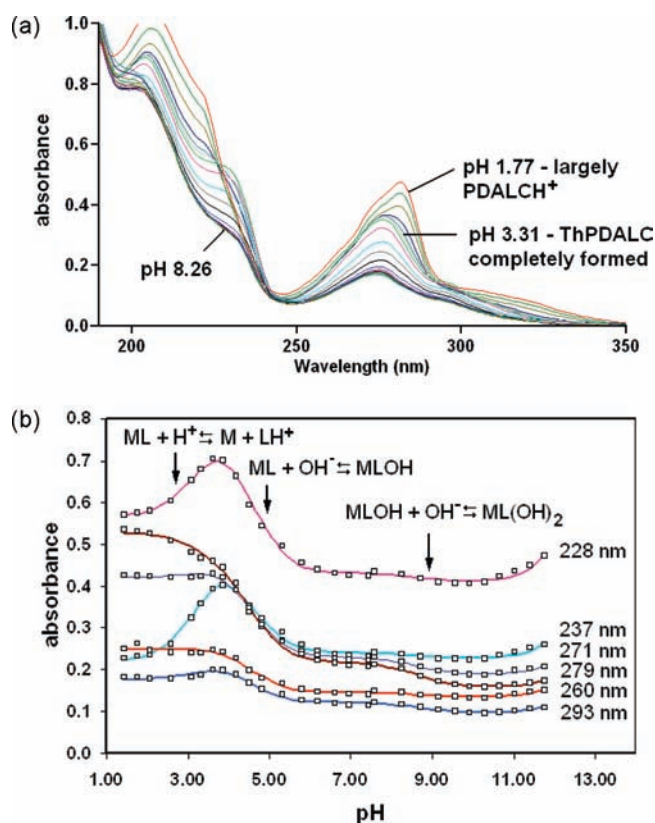 (a)
1.0
0.8
0.6
0.4
0.2
0.0
absorbance
pH 1.77 - largely
PDALCH⁺
pH 3.31 - ThPDALC
completely formed
pH 8.26
200
250
300
350
Wavelength (nm)
(b)
0.8
0.7
0.6
0.5
0.4
0.3
0.2
0.1
0.0
absorbance
ML + H⁺ ⇆ M + LH⁺
ML + OH⁻ ⇆ MLOH
MLOH + OH⁻ ⇆ ML(OH)₂
228 nm
237 nm
271 nm
279 nm
260 nm
293 nm
1.00
3.00
5.00
7.00
9.00
11.00
13.00
pH